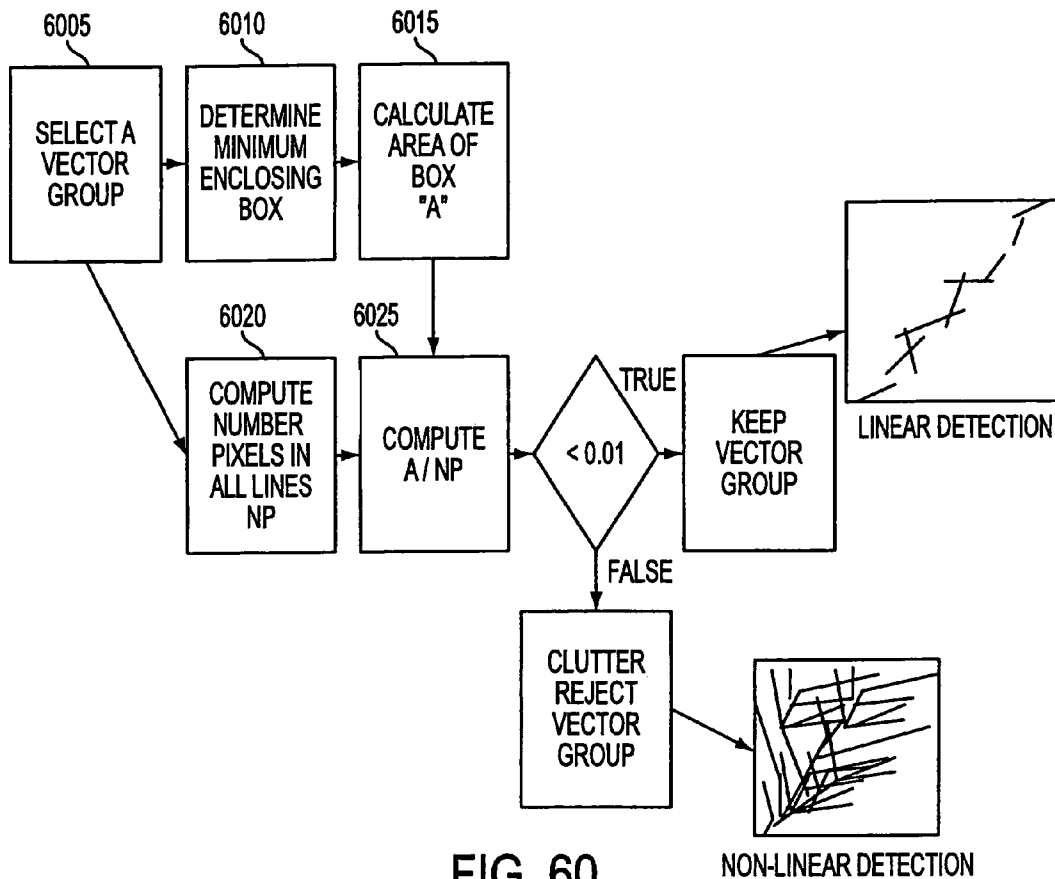 6005
SELECT A
VECTOR
GROUP
6010
DETERMINE
MINIMUM
ENCLOSING
BOX
6015
CALCULATE
AREA OF
BOX
"A"
6020
COMPUTE
NUMBER
PIXELS IN
ALL LINES
NP
6025
COMPUTE
A / NP
< 0.01
TRUE
KEEP
VECTOR
GROUP
LINEAR DETECTION
FALSE
CLUTTER
REJECT
VECTOR
GROUP
NON-LINEAR DETECTION
FIG. 60